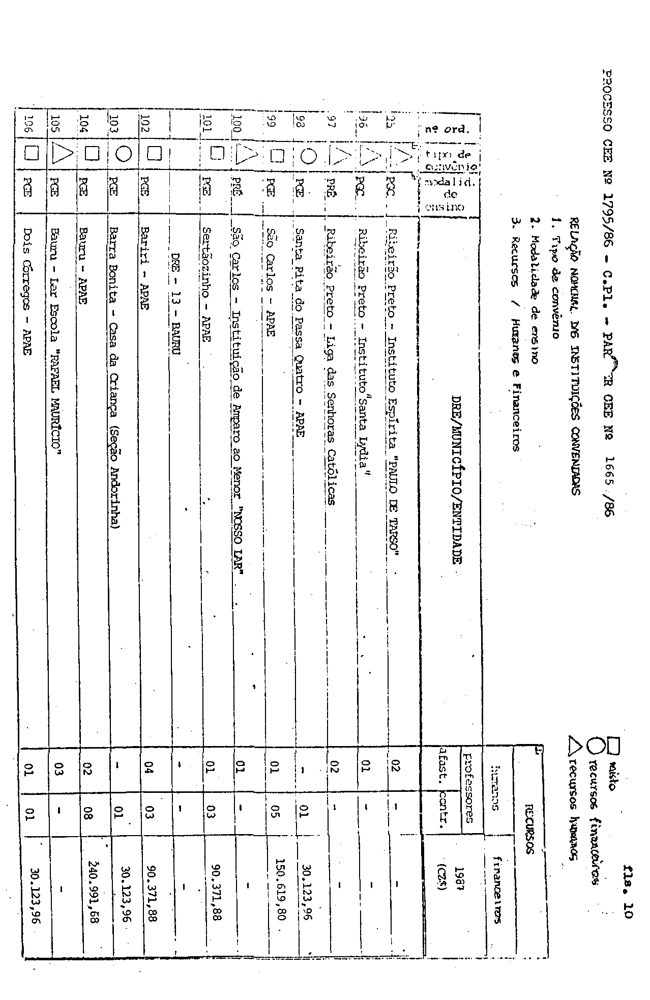 fls. 10
PROCESSO CEE Nº 1795/86 - C.Pl. - PAR ER CEE Nº 1665 /86
RELAÇÃO NOMINAL DAS INSTITUIÇÕES CONVENIADAS
1. Tipo de convênio
2. Modalidade de ensino
3. Recursos / Humanos e Financeiros
misto
recursos financeiros
recursos humanos
nº ord.
tipo de convênio
modalid. de ensino
DRE/MUNICÍPIO/ENTIDADE
RECURSOS
humanos
financeiros
professores
afast. contr.
1987 (CZ$)
95 PGC Ribeirão Preto - Instituto Espírita "PAULO DE TARSO" 02 - -
96 PGC Ribeirão Preto - Instituto "Santa Lydia" 01 - -
97 PRÉ Ribeirão Preto - Liga das Senhoras Católicas 02 - -
98 PGE Santa Rita do Passa Quatro - APAE - 01 30.123,96
99 PGE São Carlos - APAE 01 05 150.619,80
100 PRÉ São Carlos - Instituição de Amparo ao Menor "NOSSO LAR" 01 - -
101 PGE Sertãozinho - APAE 01 03 90.371,88
DRE - 13 - BAURU - - -
102 PGE Bariri - APAE 04 03 90.371,88
103 PGE Barra Bonita - Casa da Criança (Seção Andorinha) - 01 30.123,96
104 PGE Bauru - APAE 02 08 240.991,68
105 PGE Bauru - Lar Escola "RAFAEL MAURÍCIO" 03 - -
106 PGE Dois Córregos - APAE 01 01 30.123,96